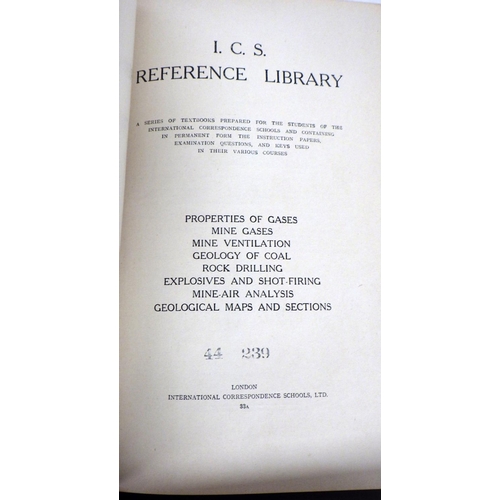 I. C. S.
REFERENCE LIBRARY
A SERIES OF TEXTBOOKS PREPARED FOR THE STUDENTS OF THE
INTERNATIONAL CORRESPONDENCE SCHOOLS AND CONTAINING
IN PERMANENT FORM THE INSTRUCTION PAPERS,
EXAMINATION QUESTIONS, AND KEYS USED
IN THEIR VARIOUS COURSES
PROPERTIES OF GASES
MINE GASES
MINE VENTILATION
GEOLOGY OF COAL
ROCK DRILLING
EXPLOSIVES AND SHOT-FIRING
MINE-AIR ANALYSIS
GEOLOGICAL MAPS AND SECTIONS
44 239
LONDON
INTERNATIONAL CORRESPONDENCE SCHOOLS, LTD.
33A